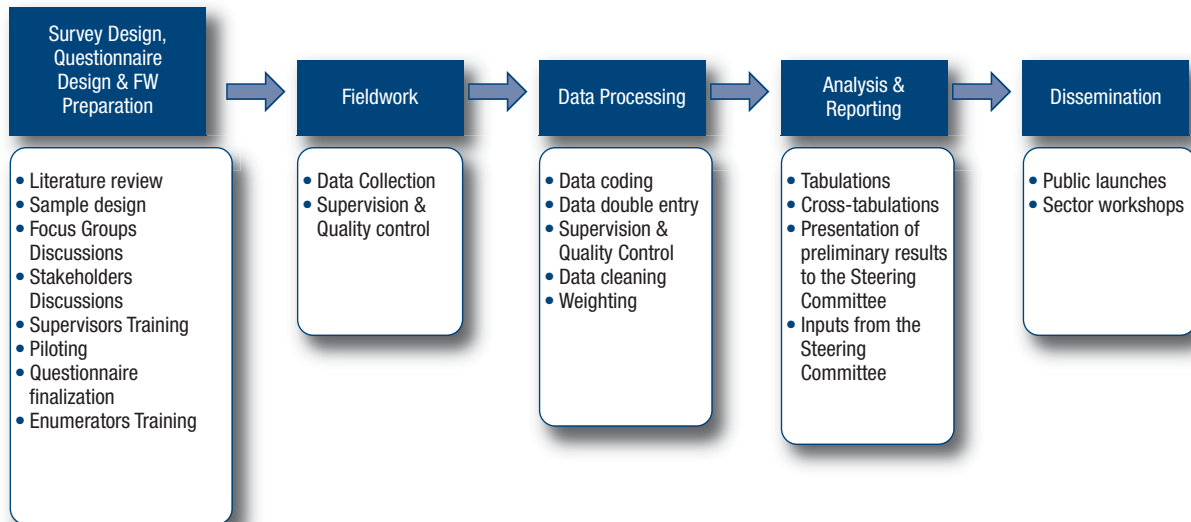 Survey Design,
Questionnaire
Design & FW
Preparation
Fieldwork
Data Processing
Analysis &
Reporting
Dissemination
• Literature review
• Sample design
• Focus Groups
Discussions
• Stakeholders
Discussions
• Supervisors Training
• Piloting
• Questionnaire
finalization
• Enumerators Training
• Data Collection
• Supervision &
Quality control
• Data coding
• Data double entry
• Supervision &
Quality Control
• Data cleaning
• Weighting
• Tabulations
• Cross-tabulations
• Presentation of
preliminary results
to the Steering
Committee
• Inputs from the
Steering
Committee
• Public launches
• Sector workshops